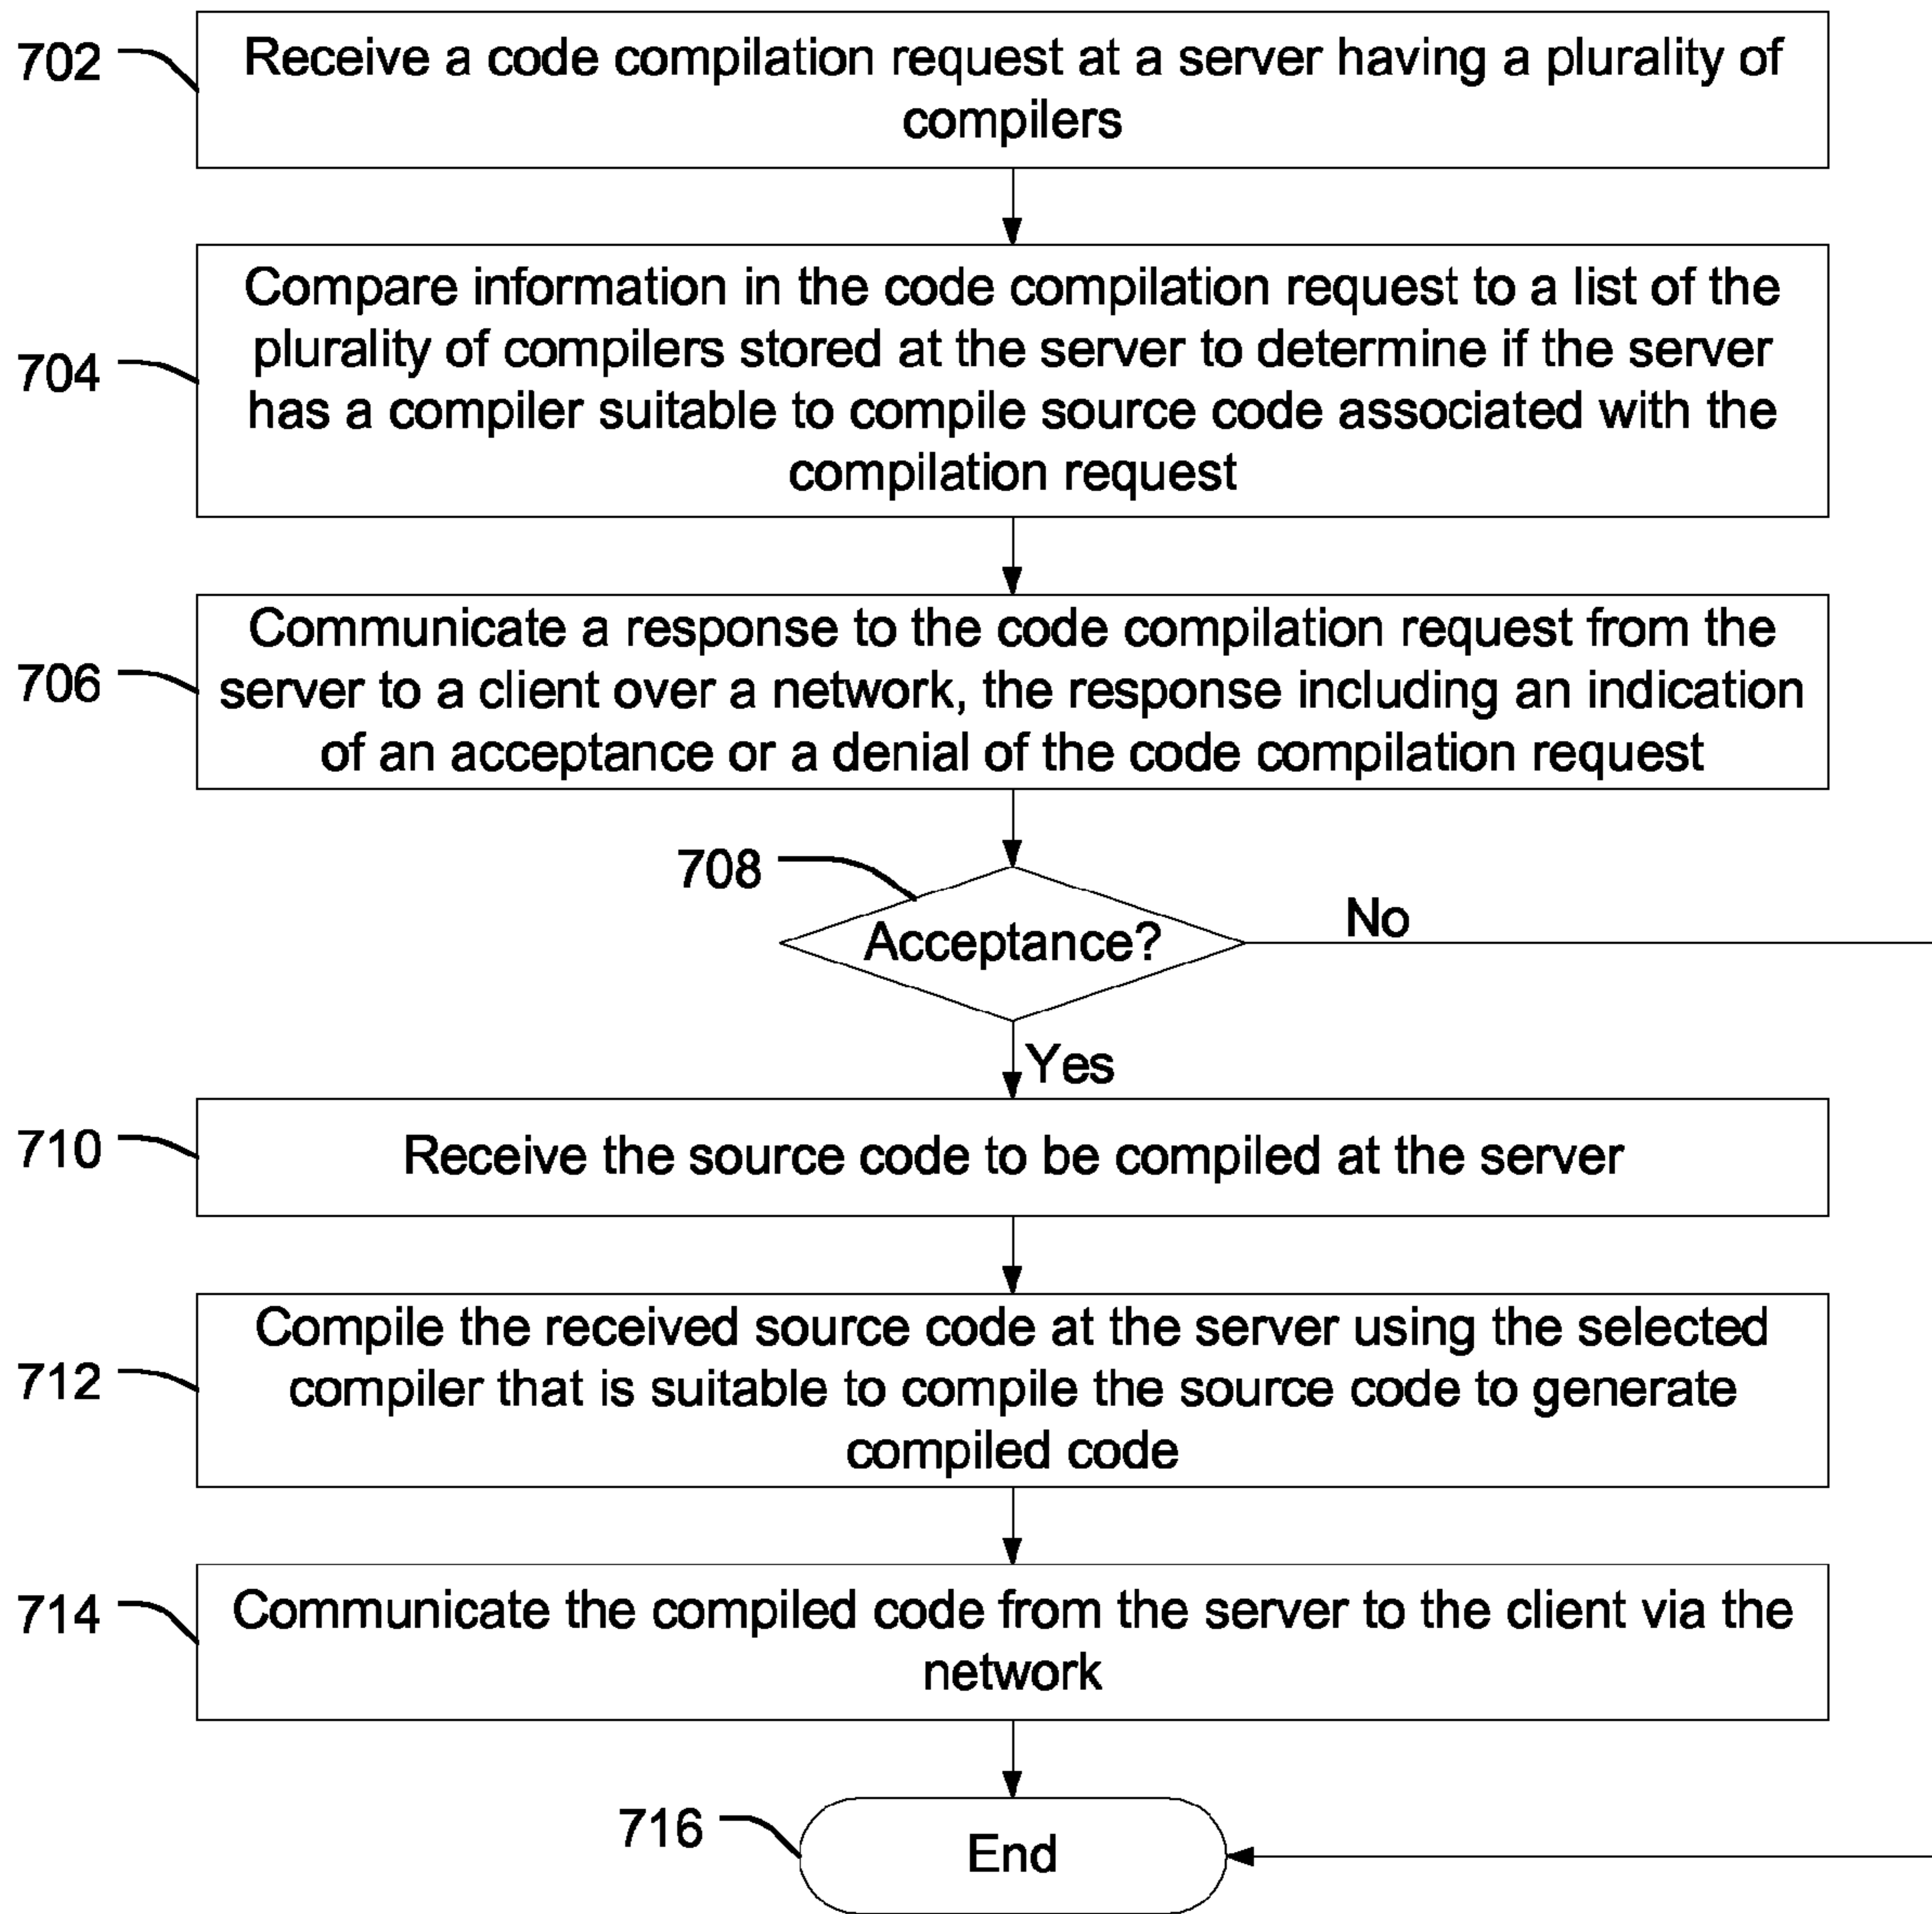 702
Receive a code compilation request at a server having a plurality of
compilers
704
Compare information in the code compilation request to a list of the
plurality of compilers stored at the server to determine if the server
has a compiler suitable to compile source code associated with the
compilation request
706
Communicate a response to the code compilation request from the
server to a client over a network, the response including an indication
of an acceptance or a denial of the code compilation request
708
Acceptance?
No
Yes
710
Receive the source code to be compiled at the server
712
Compile the received source code at the server using the selected
compiler that is suitable to compile the source code to generate
compiled code
714
Communicate the compiled code from the server to the client via the
network
716
End